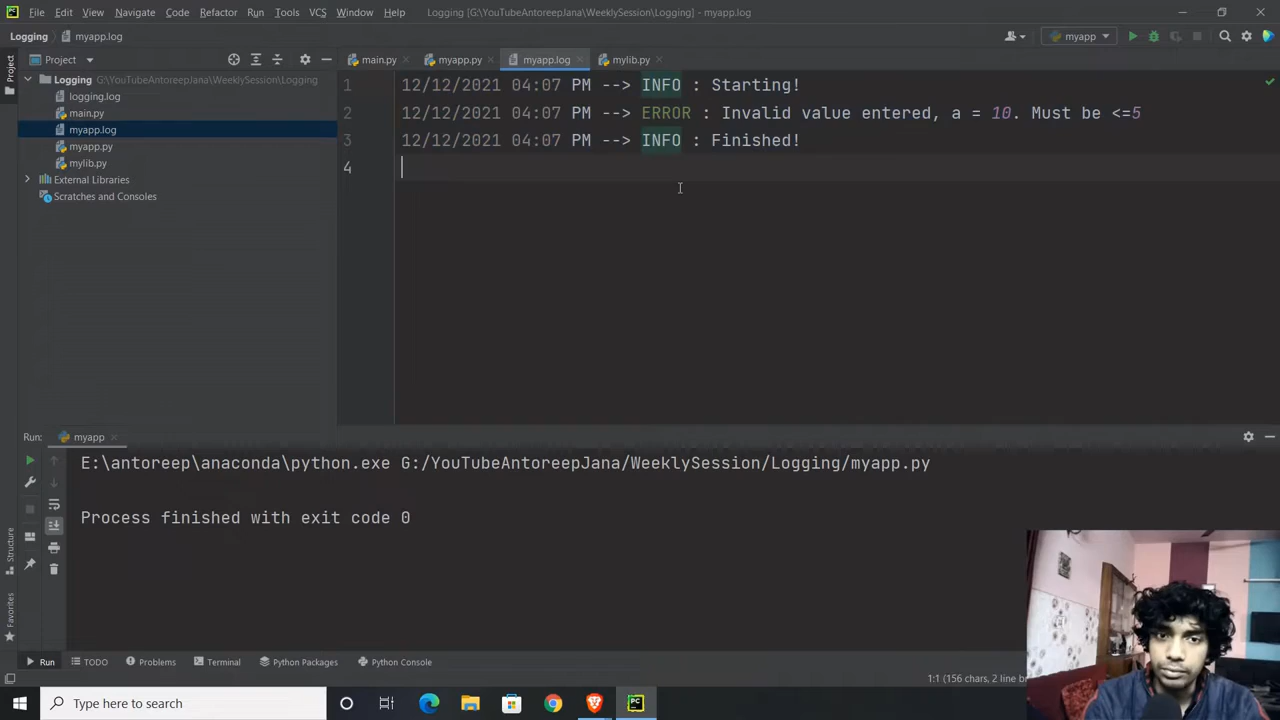 File Edit View Navigate Code Refactor Run Tools VCS Window Help Logging [G:\YouTubeAntoreepJana\WeeklySession\Logging] - myapp.log
Logging myapp.log
myapp
Project
main.py
myapp.py
myapp.log
mylib.py
Project
Logging G:\YouTubeAntoreepJana\WeeklySession\Logging
logging.log
main.py
myapp.log
myapp.py
mylib.py
External Libraries
Scratches and Consoles
1 12/12/2021 04:07 PM --> INFO : Starting!
2 12/12/2021 04:07 PM --> ERROR : Invalid value entered, a = 10. Must be <=5
3 12/12/2021 04:07 PM --> INFO : Finished!
4
Run: myapp
E:\antoreep\anaconda\python.exe G:/YouTubeAntoreepJana/WeeklySession/Logging/myapp.py
Process finished with exit code 0
Structure
Favorites
Run TODO Problems Terminal Python Packages Python Console
1:1 (156 chars, 2 line
PC
Type here to search
PC